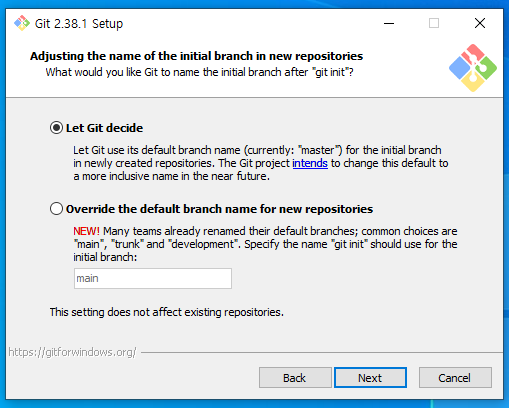 Git 2.38.1 Setup
Adjusting the name of the initial branch in new repositories
What would you like Git to name the initial branch after "git init"?
Let Git decide
Let Git use its default branch name (currently: "master") for the initial branch
in newly created repositories. The Git project intends to change this default to
a more inclusive name in the near future.
Override the default branch name for new repositories
NEW! Many teams already renamed their default branches; common choices are
"main", "trunk" and "development". Specify the name "git init" should use for the
initial branch:
main
This setting does not affect existing repositories.
https://gitforwindows.org/
Back
Next
Cancel